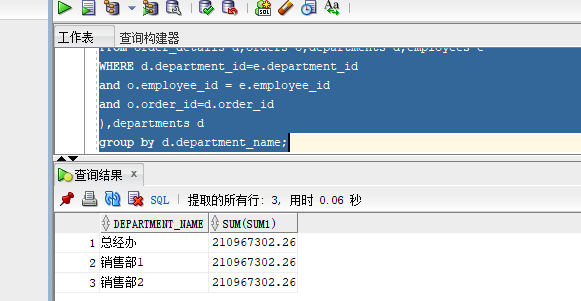 工作表 查询构建器
from order_details d,orders o,departments d,employees e
WHERE d.department_id=e.department_id
and o.employee_id = e.employee_id
and o.order_id=d.order_id
),departments d
group by d.department_name;
查询结果 x
SQL | 提取的所有行: 3, 用时 0.06 秒
DEPARTMENT_NAME SUM(SUM1)
1 总经办 210967302.26
2 销售部1 210967302.26
3 销售部2 210967302.26